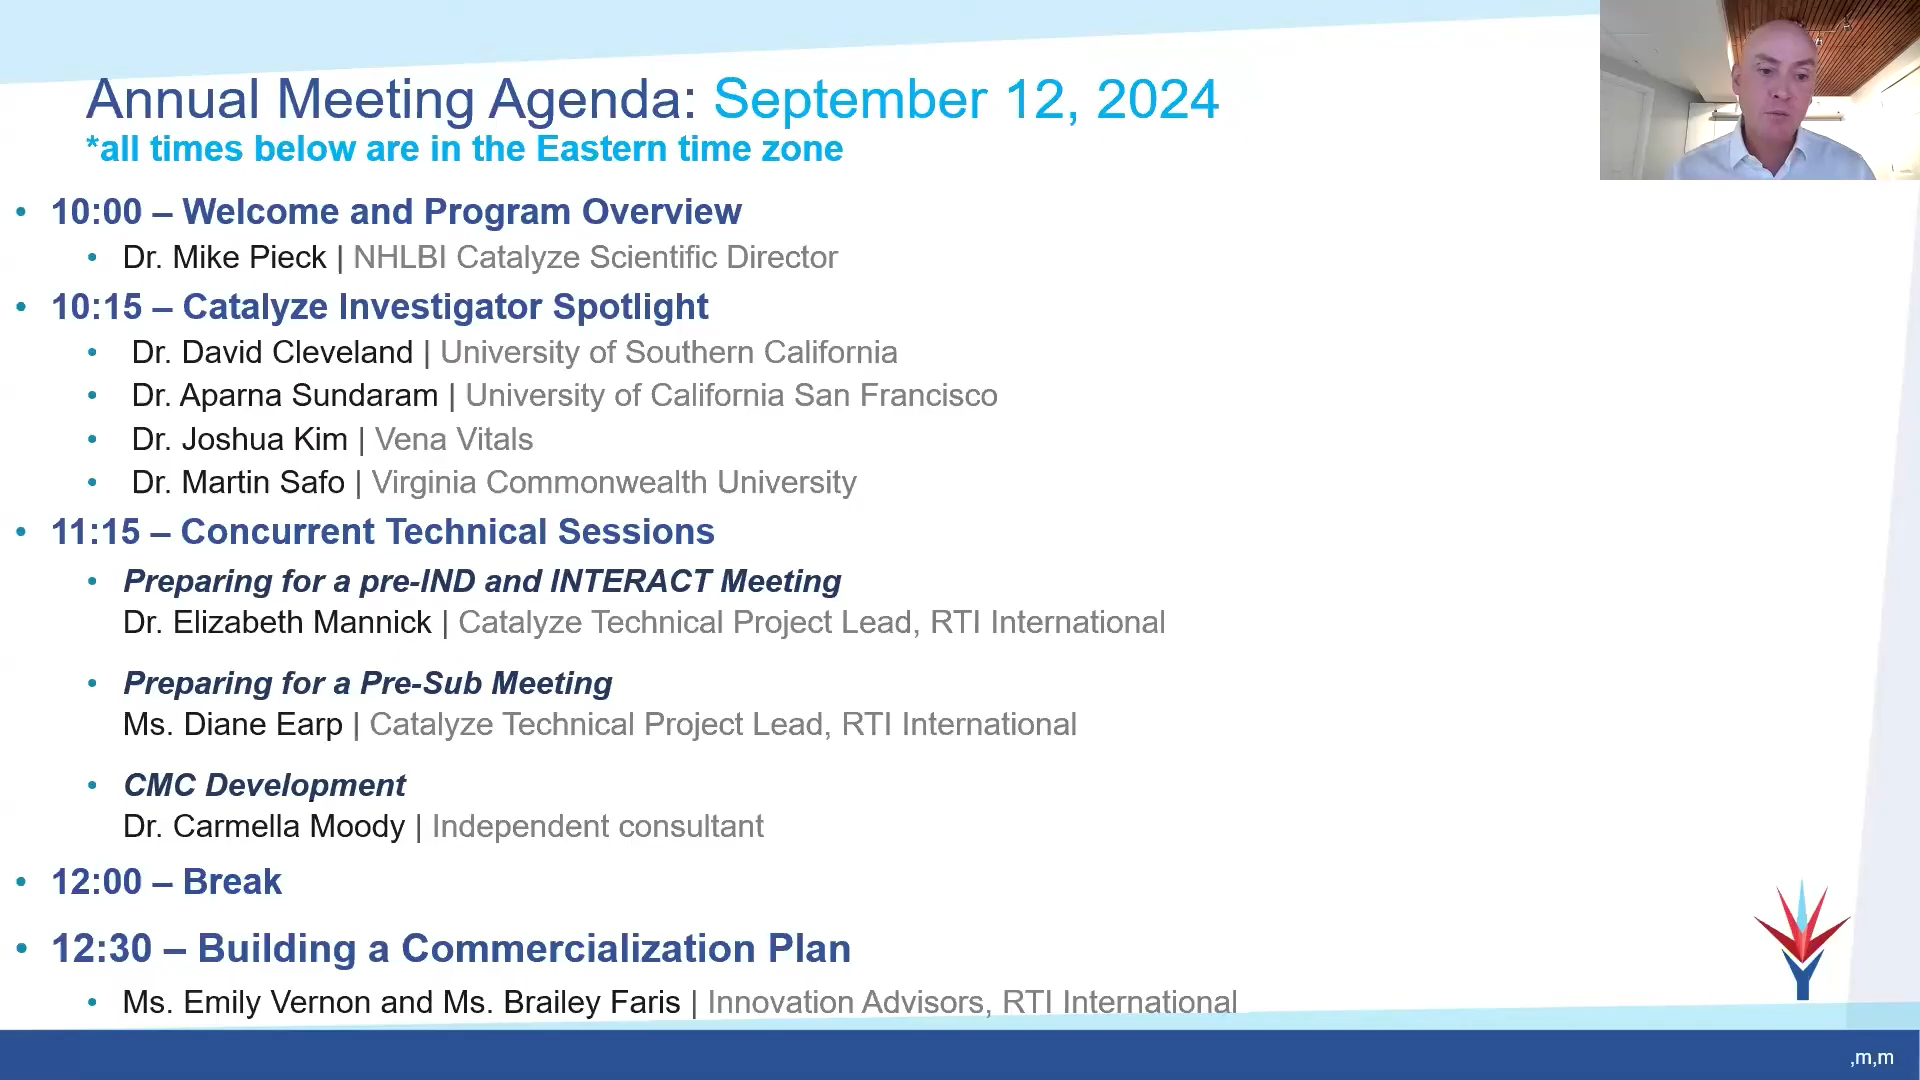 Annual Meeting Agenda: September 12, 2024
*all times below are in the Eastern time zone
• 10:00 – Welcome and Program Overview
• Dr. Mike Pieck | NHLBI Catalyze Scientific Director
• 10:15 – Catalyze Investigator Spotlight
• Dr. David Cleveland | University of Southern California
• Dr. Aparna Sundaram | University of California San Francisco
• Dr. Joshua Kim | Vena Vitals
• Dr. Martin Safo | Virginia Commonwealth University
• 11:15 – Concurrent Technical Sessions
• Preparing for a pre-IND and INTERACT Meeting
Dr. Elizabeth Mannick | Catalyze Technical Project Lead, RTI International
• Preparing for a Pre-Sub Meeting
Ms. Diane Earp | Catalyze Technical Project Lead, RTI International
• CMC Development
Dr. Carmella Moody | Independent consultant
• 12:00 – Break
• 12:30 – Building a Commercialization Plan
• Ms. Emily Vernon and Ms. Brailey Faris | Innovation Advisors, RTI International
,m,m